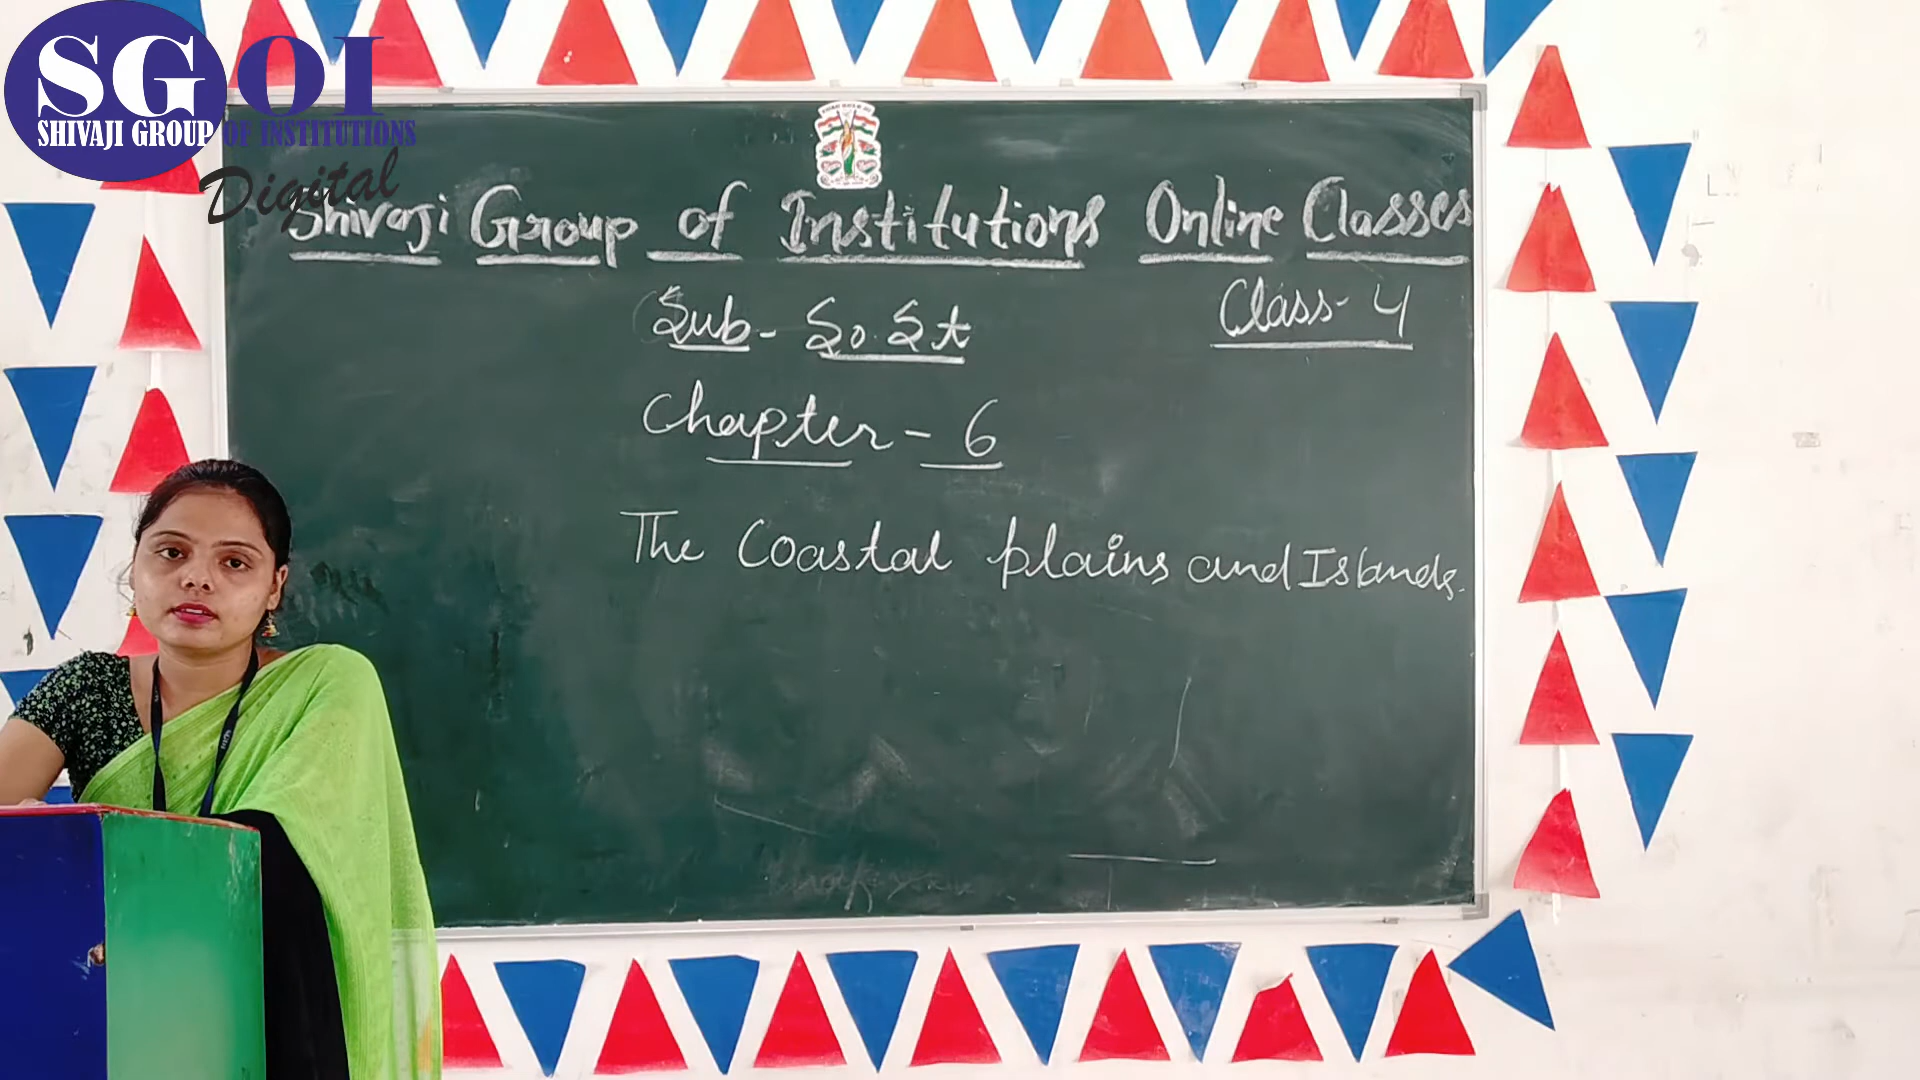 SGOI
SHIVAJI GROUP OF INSTITUTIONS
Digital
Shivaji Group of Institutions Online Classes
Sub- So.St
Class- 4
Chapter - 6
The Coastal plains and Islands.